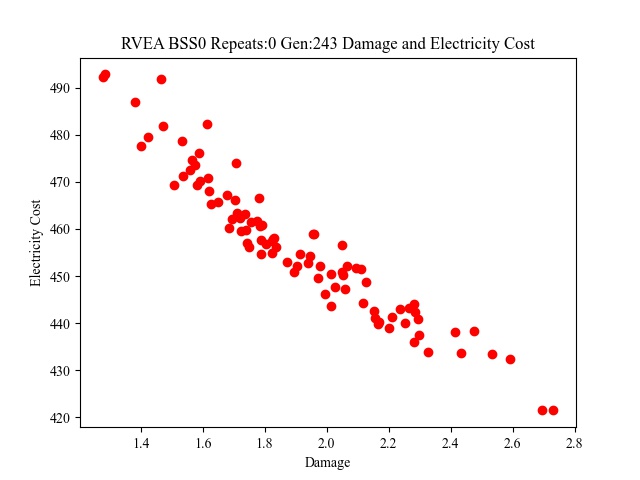 RVEA BSS0 Repeats:0 Gen:243 Damage and Electricity Cost
Electricity Cost
490
480
470
460
450
440
430
420
1.4 1.6 1.8 2.0 2.2 2.4 2.6 2.8
Damage